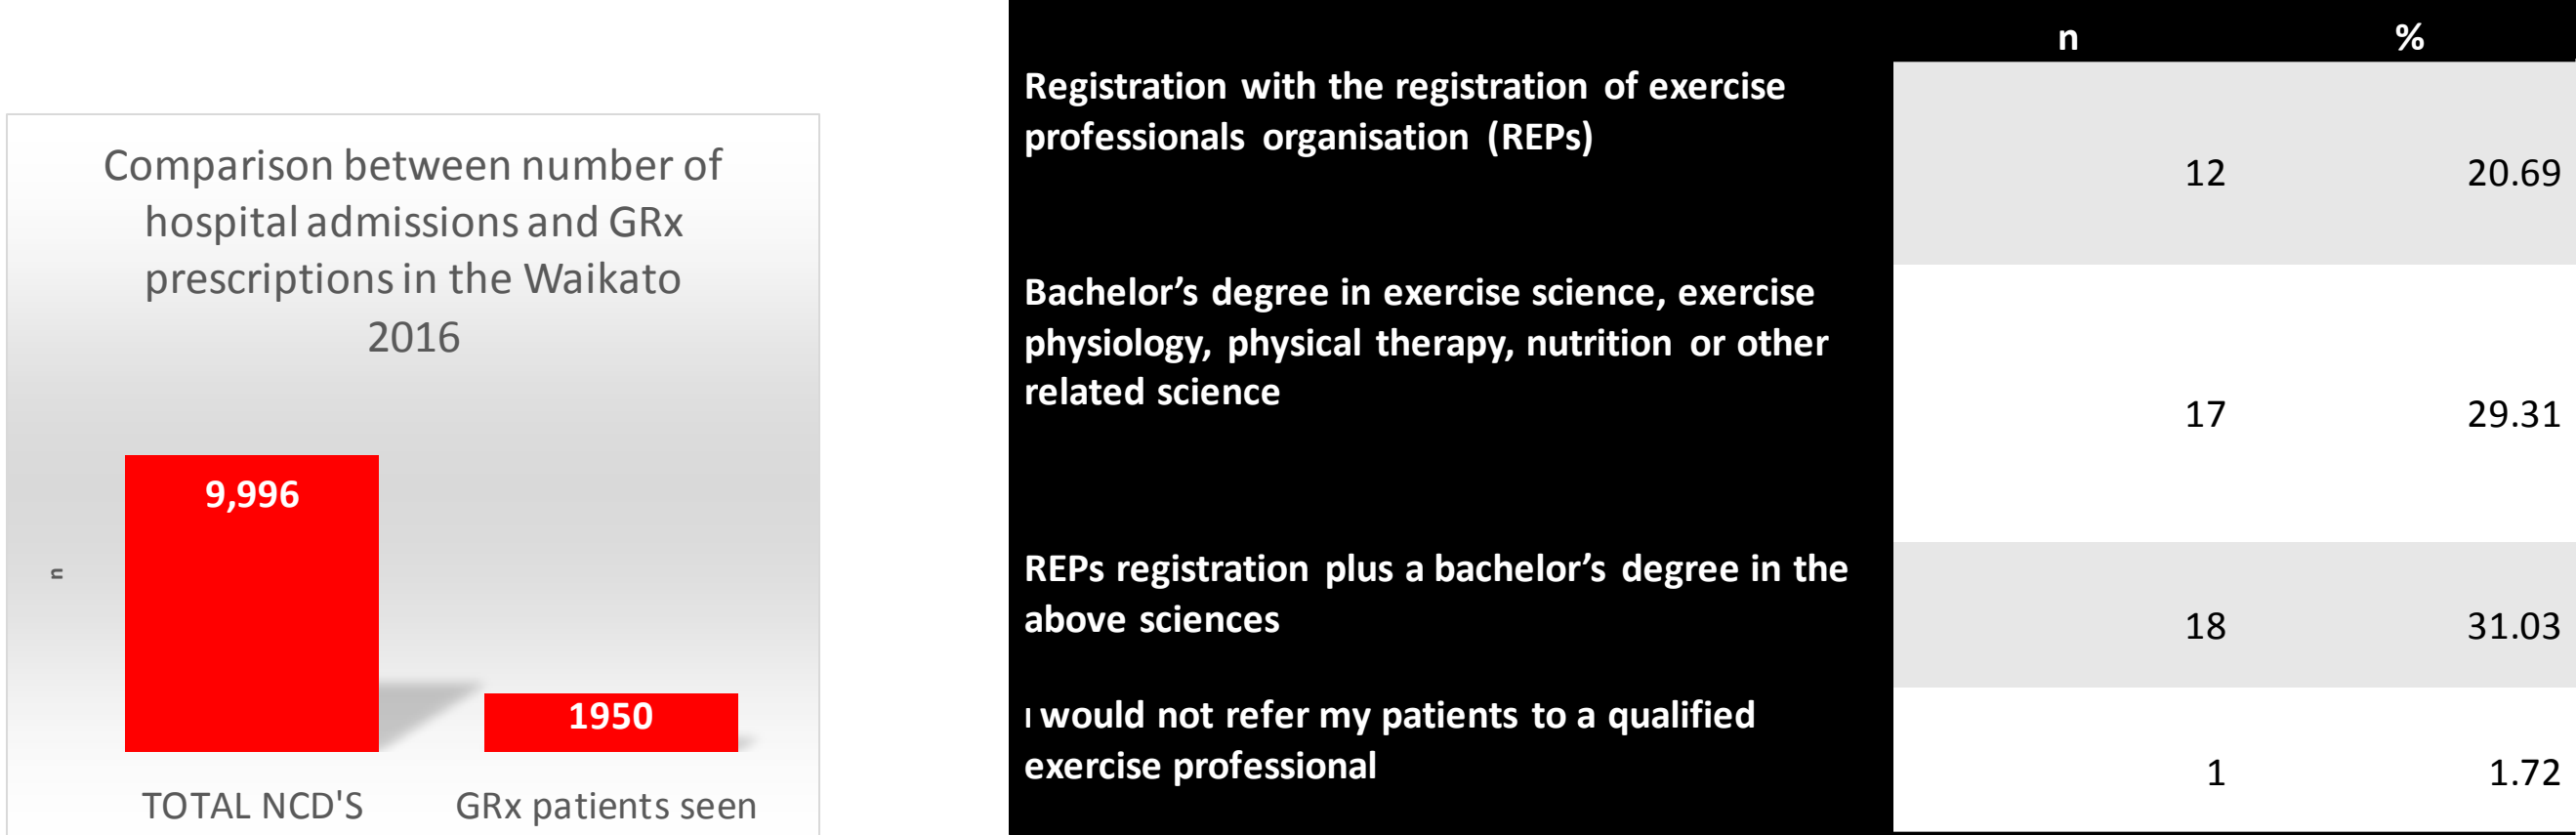 Comparison between number of
hospital admissions and GRx
prescriptions in the Waikato
2016
n
9,996
1950
TOTAL NCD'S GRx patients seen
n %
Registration with the registration of exercise
professionals organisation (REPs)
12 20.69
Bachelor’s degree in exercise science, exercise
physiology, physical therapy, nutrition or other
related science
17 29.31
REPs registration plus a bachelor’s degree in the
above sciences
18 31.03
I would not refer my patients to a qualified
exercise professional
1 1.72